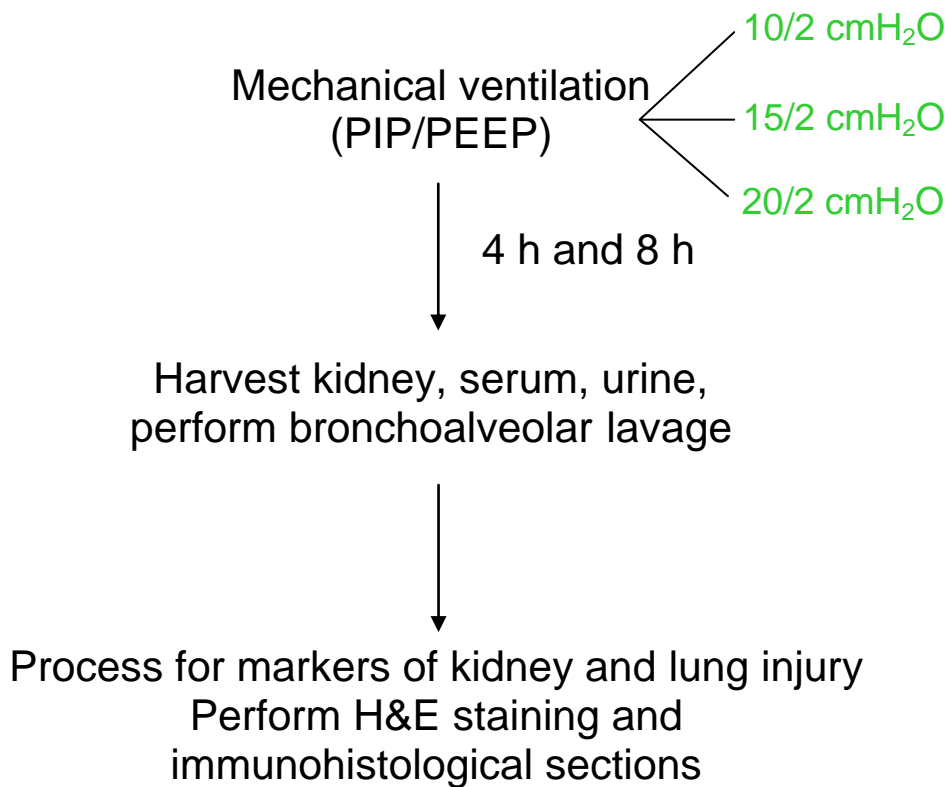 10/2 cmH₂O
Mechanical ventilation
(PIP/PEEP)
15/2 cmH₂O
20/2 cmH₂O
4 h and 8 h
Harvest kidney, serum, urine,
perform bronchoalveolar lavage
Process for markers of kidney and lung injury
Perform H&E staining and
immunohistological sections